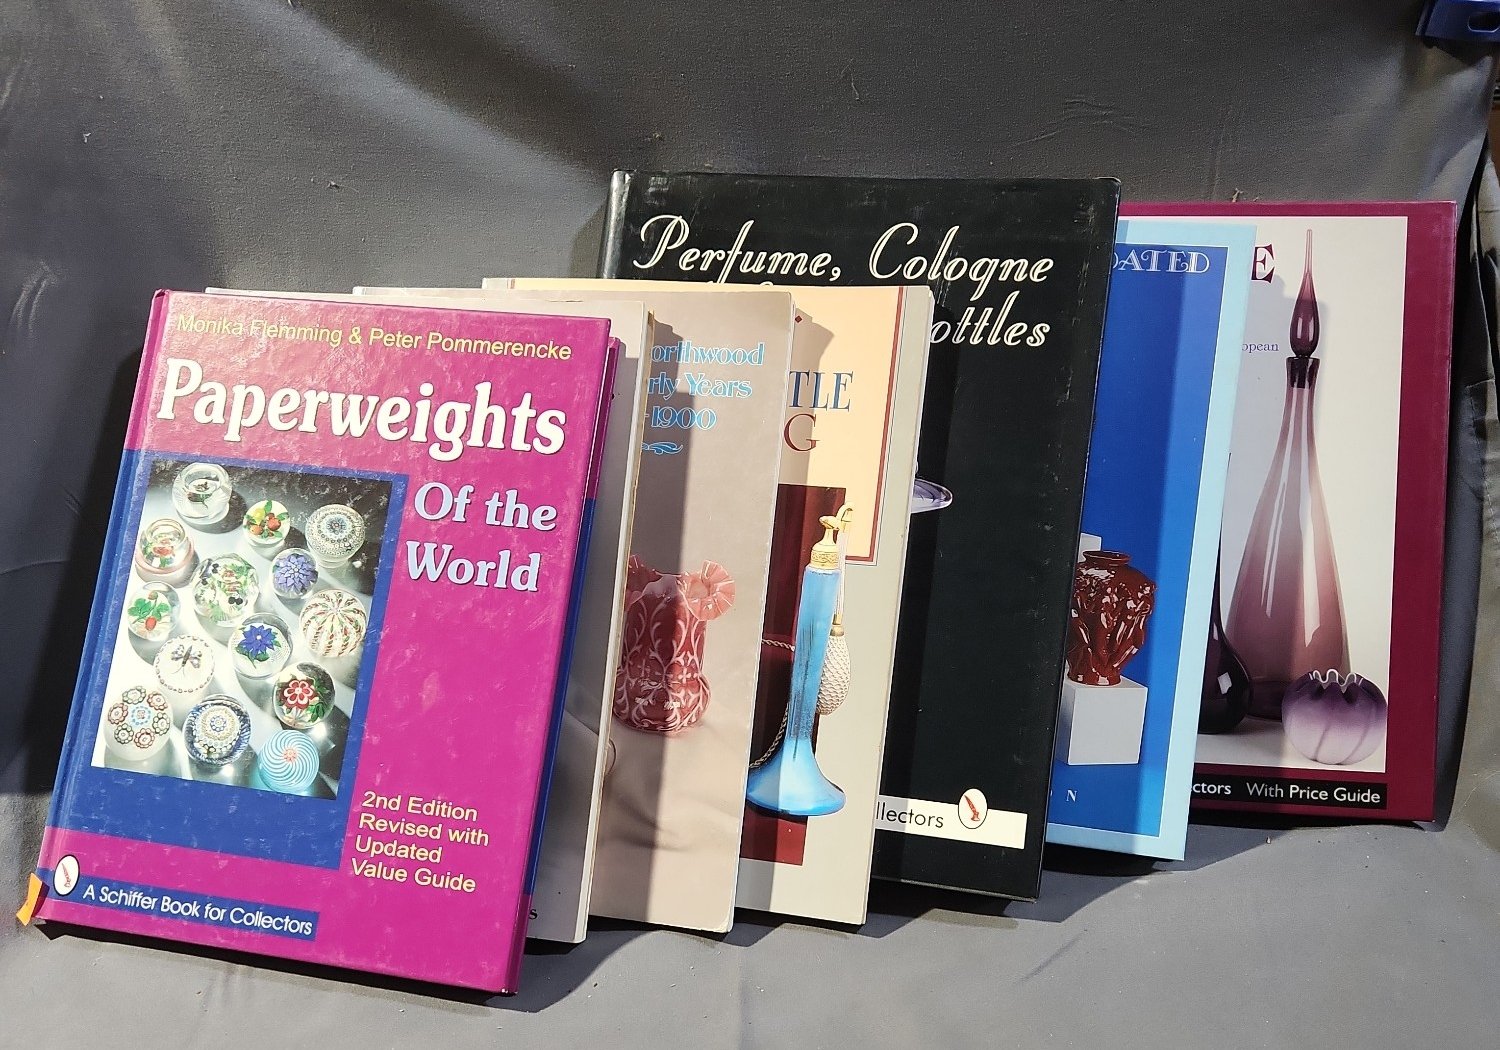 Monika Flemming & Peter Pommerencke
Paperweights
Of the
World
2nd Edition
Revised with
Updated
Value Guide
A Schiffer Book for Collectors
s
orthwood
rly Years
-1900
TLE
G
Perfume, Cologne
ottles
llectors
DATED
O N
E
opean
ctors With Price Guide